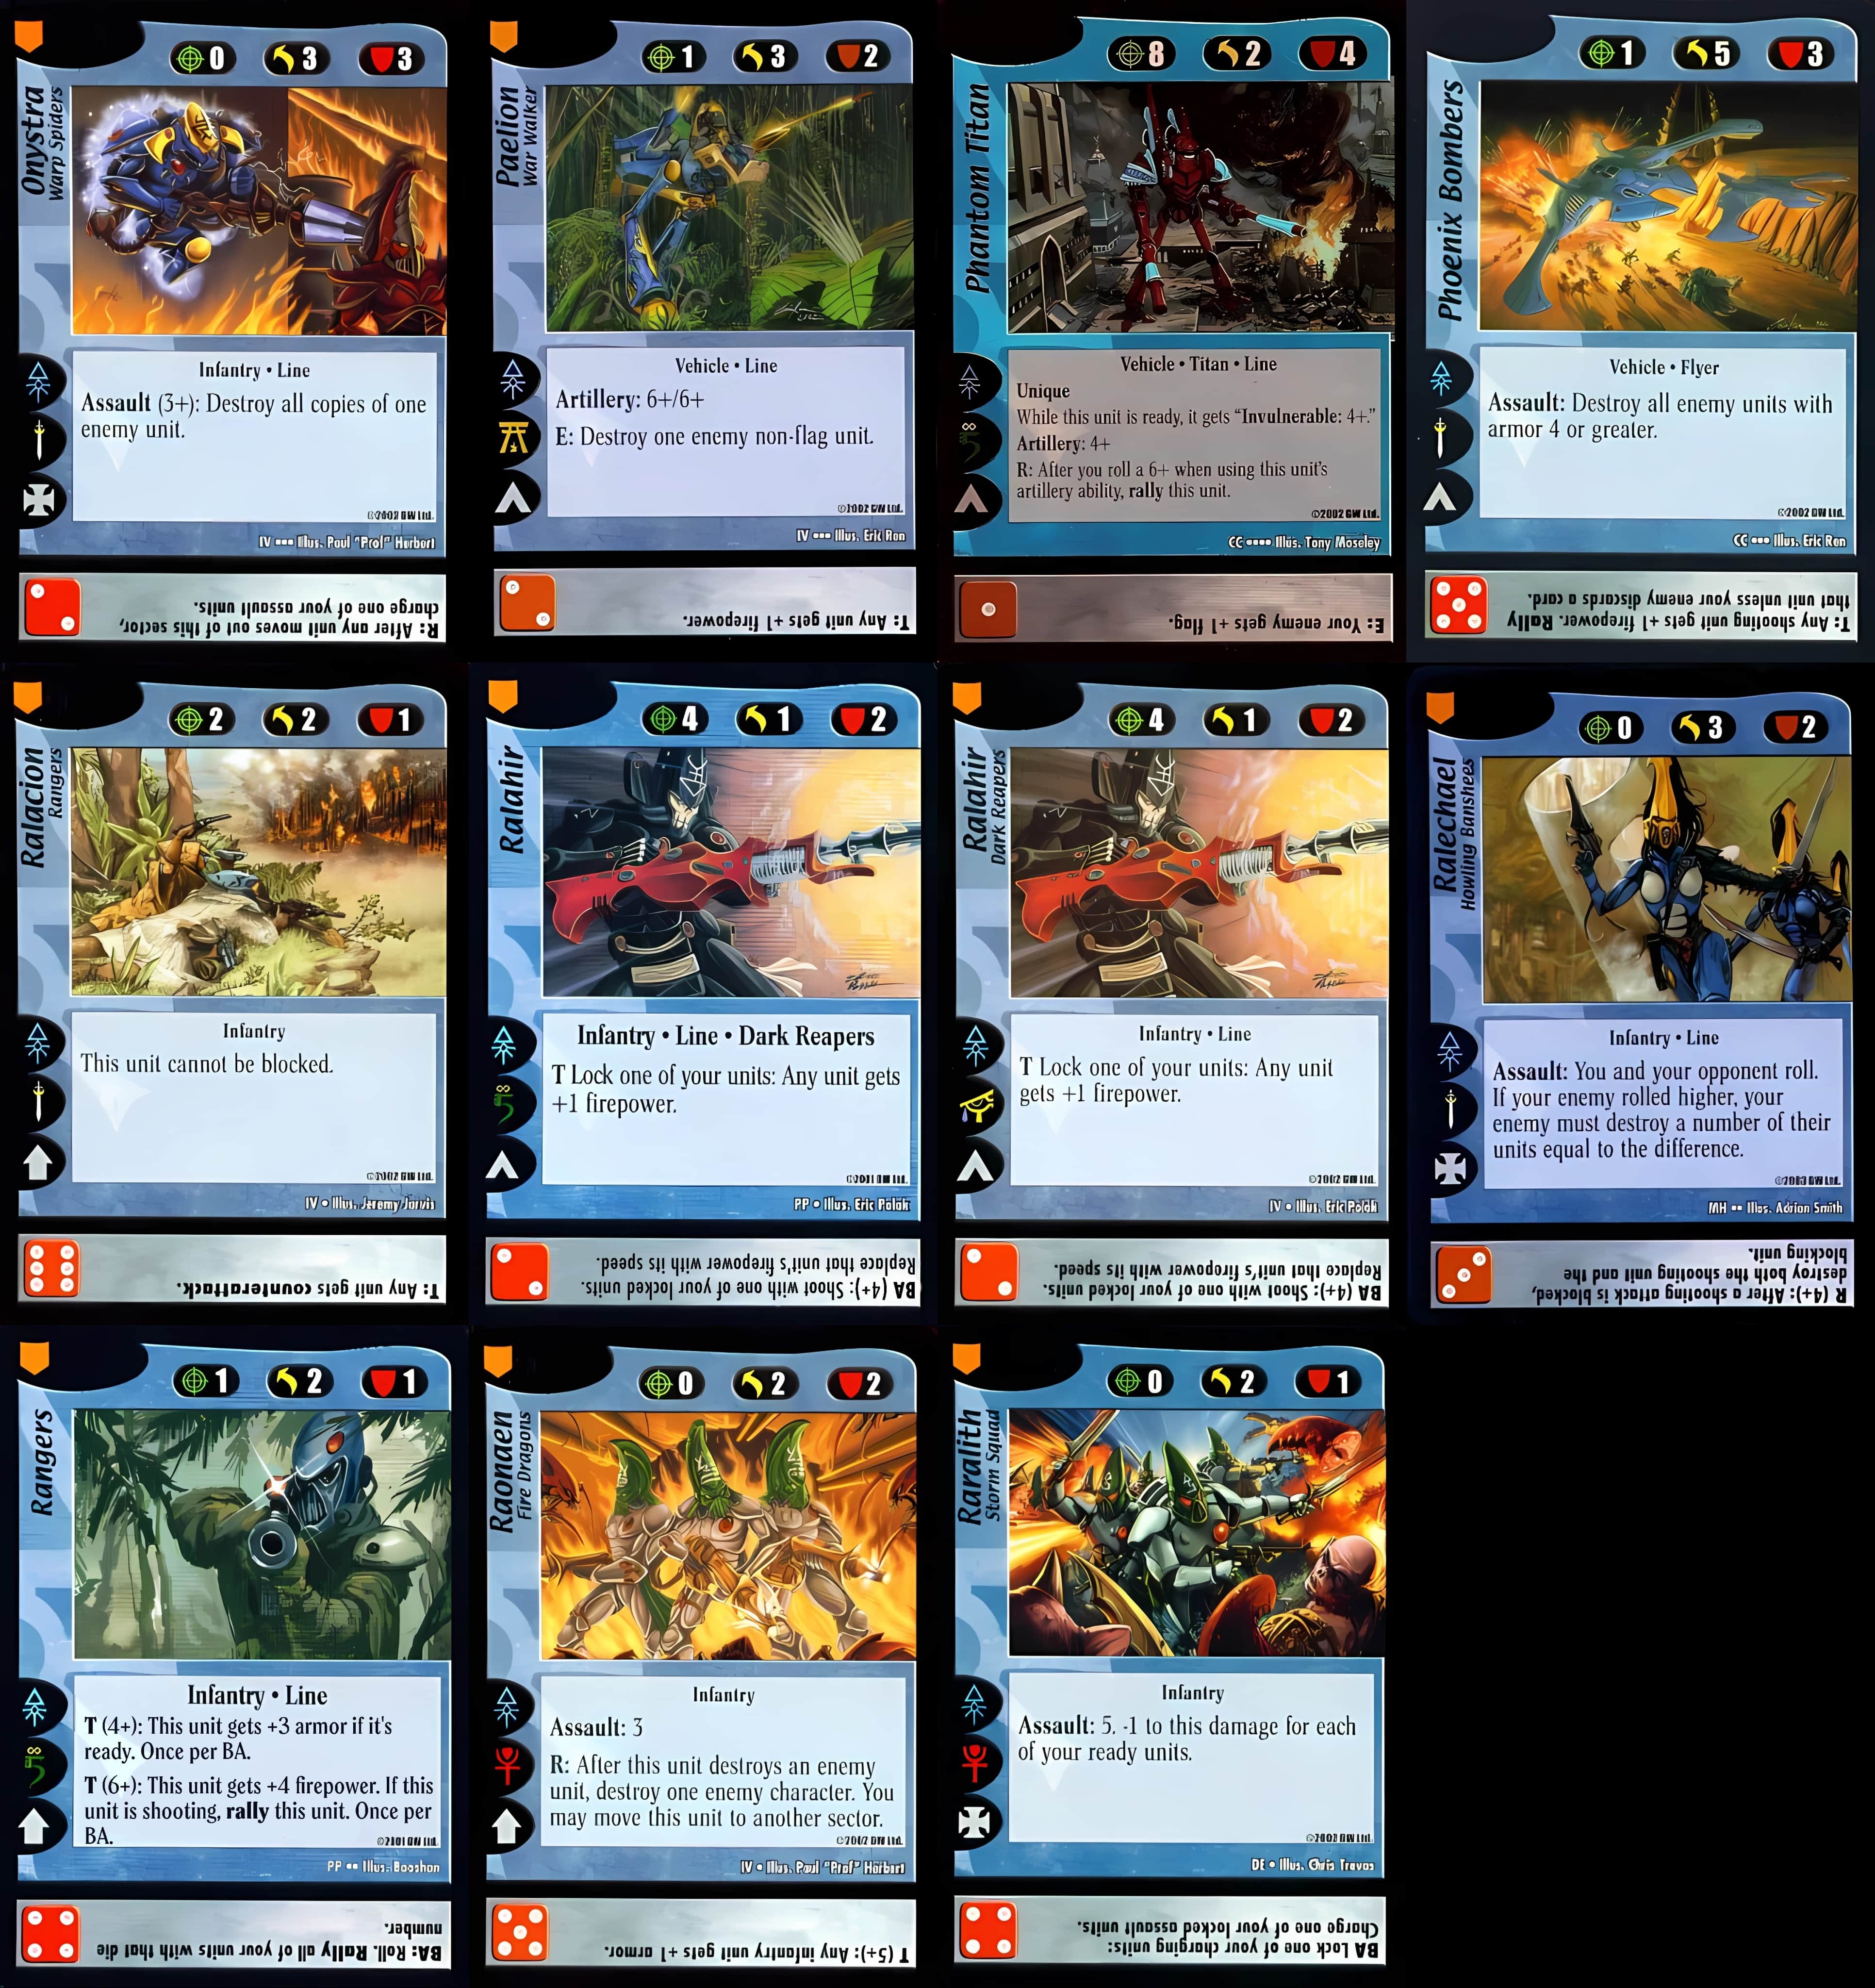 0 3 3
Onystra
Warp Spiders
Infantry • Line
Assault (3+): Destroy all copies of one
enemy unit.
©2002 GW Ltd.
IV ••• Illus. Paul "Prof" Herbert
R: After any unit moves out of this sector,
charge one of your assault units.
1 3 2
Paelion
War Walker
Vehicle • Line
Artillery: 6+/6+
E: Destroy one enemy non-flag unit.
©2002 GW Ltd.
IV ••• Illus. Eric Ren
T: Any unit gets +1 firepower.
8 2 4
Phantom Titan
Vehicle • Titan • Line
Unique
While this unit is ready, it gets “Invulnerable: 4+.”
Artillery: 4+
R: After you roll a 6+ when using this unit's
artillery ability, rally this unit.
©2002 GW Ltd.
CC •••• Illus. Tony Moseley
E: Your enemy gets +1 flag.
1 5 3
Phoenix Bombers
Vehicle • Flyer
Assault: Destroy all enemy units with
armor 4 or greater.
©2002 GW Ltd.
CC ••• Illus. Eric Ren
T: Any shooting unit gets +1 firepower. Rally
that unit unless your enemy discards a card.
2 2 1
Ralacion
Rangers
Infantry
This unit cannot be blocked.
©2002 GW Ltd.
IV • Illus. Jeremy Jarvis
T: Any unit gets counterattack.
4 1 2
Ralahir
Infantry • Line • Dark Reapers
T Lock one of your units: Any unit gets
+1 firepower.
©2001 GW Ltd.
PP • Illus. Eric Polak
BA (4+): Shoot with one of your locked units.
Replace that unit's firepower with its speed.
4 1 2
Ralahir
Dark Reapers
Infantry • Line
T Lock one of your units: Any unit
gets +1 firepower.
©2002 GW Ltd.
IV • Illus. Eric Polak
BA (4+): Shoot with one of your locked units.
Replace that unit's firepower with its speed.
0 3 2
Ralechael
Howling Banshees
Infantry • Line
Assault: You and your opponent roll.
If your enemy rolled higher, your
enemy must destroy a number of their
units equal to the difference.
©2003 GW Ltd.
MH •• Illus. Adrian Smith
R (4+): After a shooting attack is blocked,
destroy both the shooting unit and the
blocking unit.
1 2 1
Rangers
Infantry • Line
T (4+): This unit gets +3 armor if it's
ready. Once per BA.
T (6+): This unit gets +4 firepower. If this
unit is shooting, rally this unit. Once per
BA.
©2001 GW Ltd.
PP •• Illus. Baoshan
BA: Roll. Rally all of your units with that die
number.
0 2 2
Raonaen
Fire Dragons
Infantry
Assault: 3
R: After this unit destroys an enemy
unit, destroy one enemy character. You
may move this unit to another sector.
©2002 GW Ltd.
IV • Illus. Paul "Prof" Herbert
T (5+): Any infantry unit gets +1 armor.
0 2 1
Raralith
Storm Squad
Infantry
Assault: 5. -1 to this damage for each
of your ready units.
GW Ltd.
DE • Illus. Chris Trevas
BA Lock one of your charging units:
Charge one of your locked assault units.